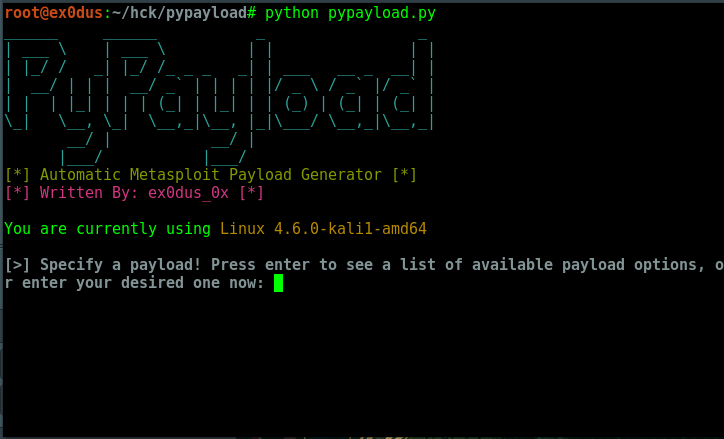 root@ex0dus:~/hck/pypayload# python pypayload.py
PyPayload
[*] Automatic Metasploit Payload Generator [*]
[*] Written By: ex0dus_0x [*]
You are currently using Linux 4.6.0-kali1-amd64
[>] Specify a payload! Press enter to see a list of available payload options, o
r enter your desired one now: